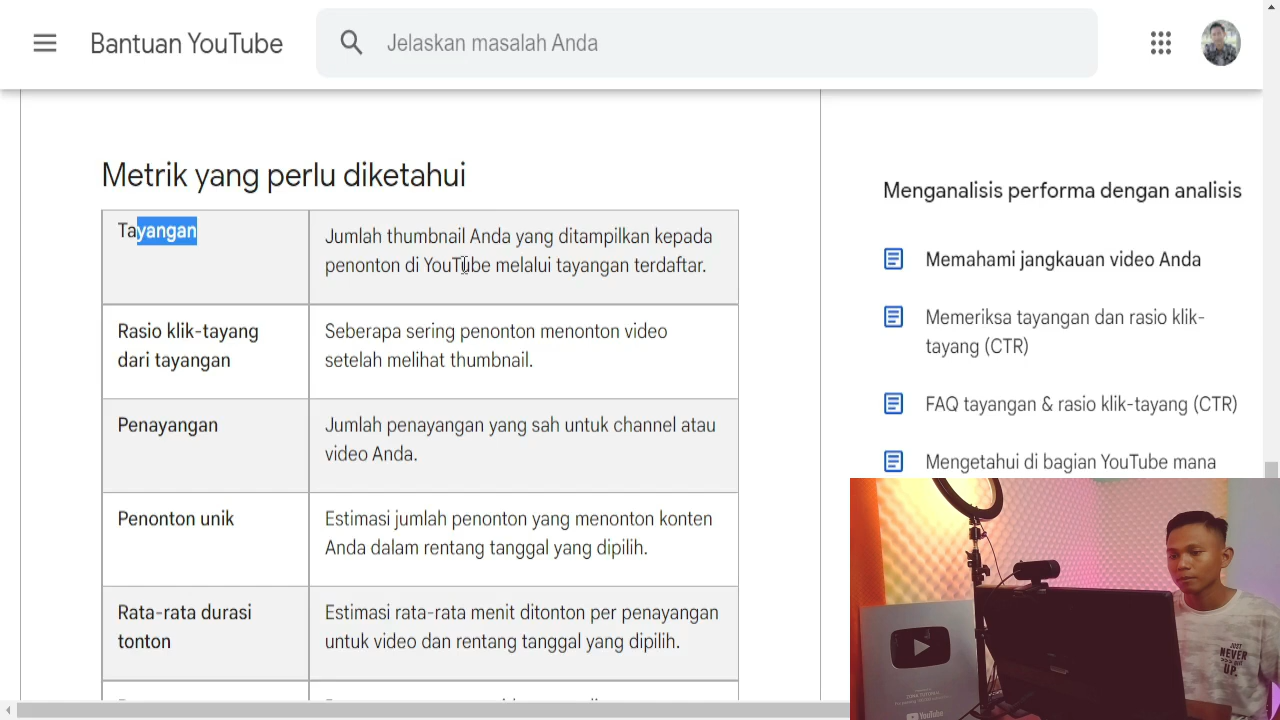 Bantuan YouTube
Jelaskan masalah Anda
Metrik yang perlu diketahui
Tayangan
Jumlah thumbnail Anda yang ditampilkan kepada
penonton di YouTube melalui tayangan terdaftar.
Rasio klik-tayang
dari tayangan
Seberapa sering penonton menonton video
setelah melihat thumbnail.
Penayangan
Jumlah penayangan yang sah untuk channel atau
video Anda.
Penonton unik
Estimasi jumlah penonton yang menonton konten
Anda dalam rentang tanggal yang dipilih.
Rata-rata durasi
tonton
Estimasi rata-rata menit ditonton per penayangan
untuk video dan rentang tanggal yang dipilih.
Menganalisis performa dengan analisis
Memahami jangkauan video Anda
Memeriksa tayangan dan rasio klik-
tayang (CTR)
FAQ tayangan & rasio klik-tayang (CTR)
Mengetahui di bagian YouTube mana
JUST
NEVER
UP.
YouTube